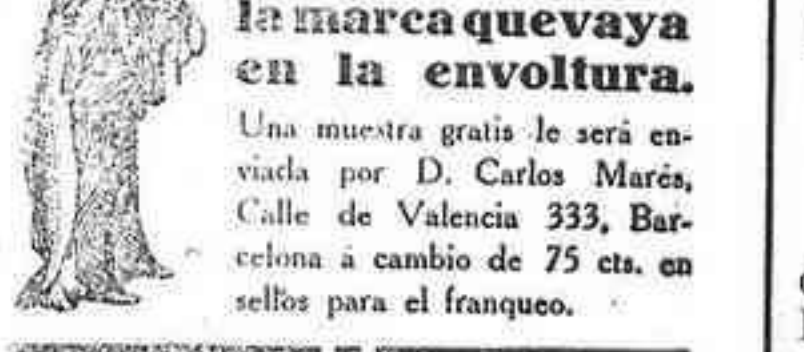 la marca que vaya
en la envoltura.
Una muestra gratis le será en-
viada por D. Carlos Marés,
Calle de Valencia 333, Bar-
celona á cambio de 75 cts. en
sellos para el franqueo.